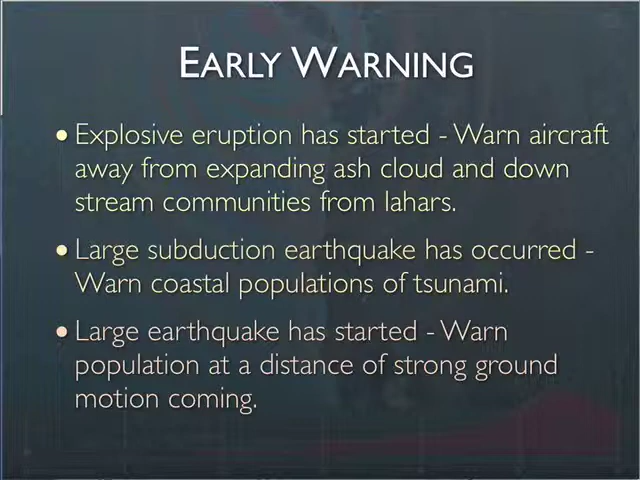 EARLY WARNING
• Explosive eruption has started - Warn aircraft
away from expanding ash cloud and down
stream communities from lahars.
• Large subduction earthquake has occurred -
Warn coastal populations of tsunami.
• Large earthquake has started - Warn
population at a distance of strong ground
motion coming.